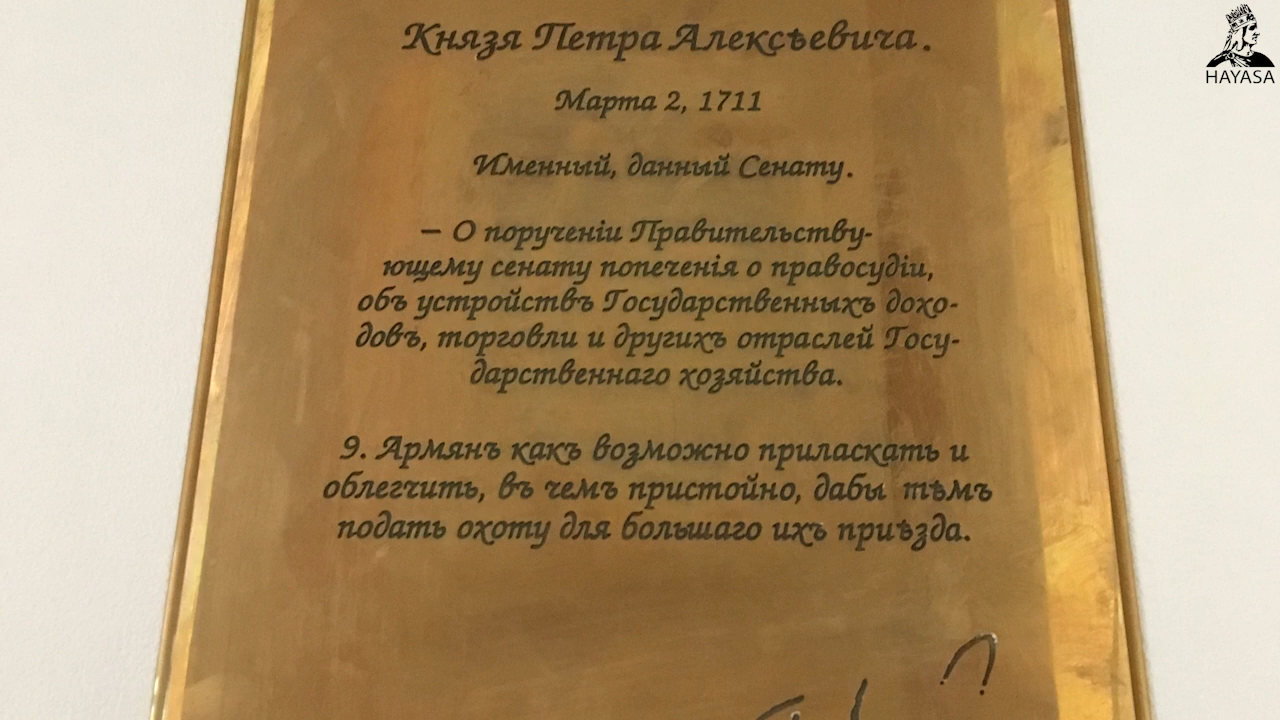 Князя Петра Алексѣевича.
HAYASA
Марта 2, 1711
Именный, данный Сенату.
– О порученіи Правительству-
ющему сенату попеченія о правосудіи,
объ устройствъ Государственныхъ дохо-
довъ, торговли и другихъ отраслей Госу-
дарственнаго хозяйства.
9. Армянъ какъ возможно приласкать и
облегчить, въ чемъ пристойно, дабы тѣмъ
подать охоту для большаго ихъ приѣзда.